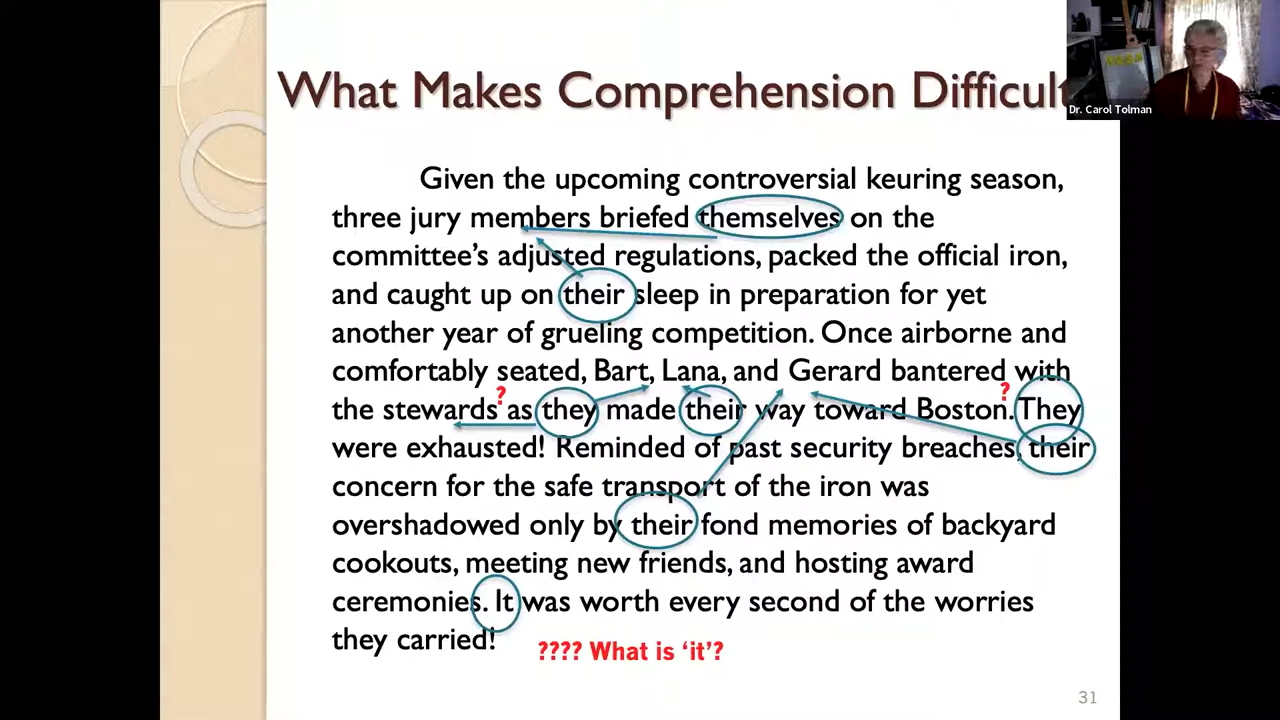 What Makes Comprehension Difficult
Dr. Carol Tolman
Given the upcoming controversial keuring season,
three jury members briefed themselves on the
committee's adjusted regulations, packed the official iron,
and caught up on their sleep in preparation for yet
another year of grueling competition. Once airborne and
comfortably seated, Bart, Lana, and Gerard bantered with
? ?
the stewards as they made their way toward Boston. They
were exhausted! Reminded of past security breaches, their
concern for the safe transport of the iron was
overshadowed only by their fond memories of backyard
cookouts, meeting new friends, and hosting award
ceremonies. It was worth every second of the worries
they carried!
???? What is 'it'?
31